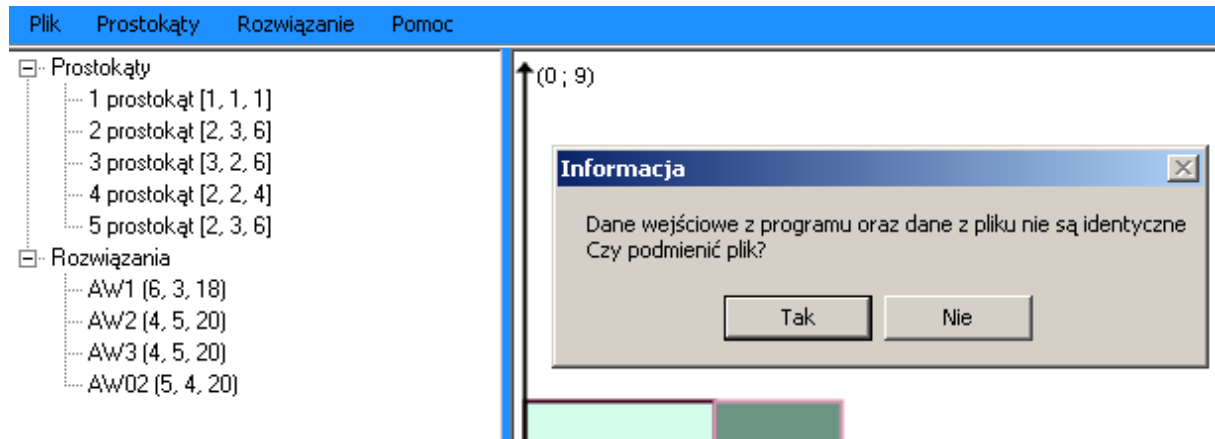 Plik Prostokąty Rozwiązanie Pomoc
Prostokąty
1 prostokąt [1, 1, 1]
2 prostokąt [2, 3, 6]
3 prostokąt [3, 2, 6]
4 prostokąt [2, 2, 4]
5 prostokąt [2, 3, 6]
Rozwiązania
AW1 (6, 3, 18)
AW2 (4, 5, 20)
AW3 (4, 5, 20)
AW02 (5, 4, 20)
(0 ; 9)
Informacja
Dane wejściowe z programu oraz dane z pliku nie są identyczne
Czy podmienić plik?
Tak Nie